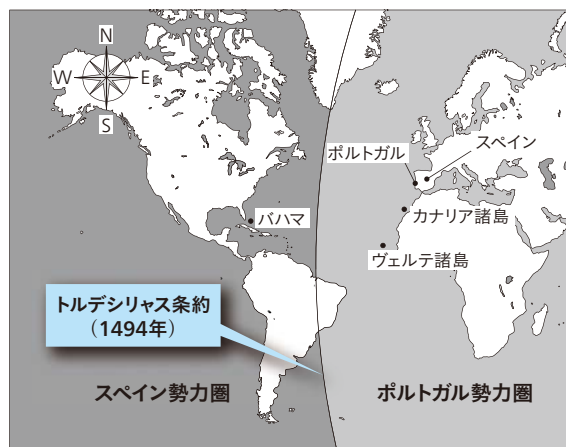 N
W
E
S
ポルトガル
スペイン
バハマ
カナリア諸島
ヴェルテ諸島
トルデシリャス条約
(1494年)
スペイン勢力圏
ポルトガル勢力圏